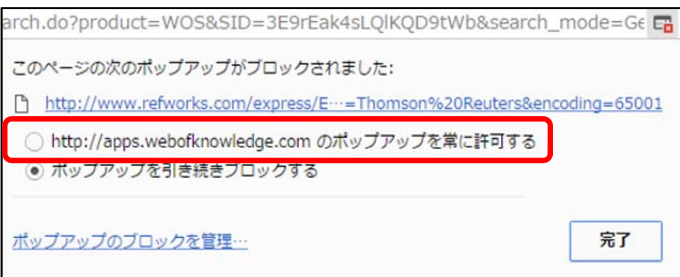 arch.do?product=WOS&SID=3E9rEak4sLQlKQD9tWb&search_mode=Ge
このページの次のポップアップがブロックされました:
http://www.refworks.com/express/E…=Thomson%20Reuters&encoding=65001
http://apps.webofknowledge.com のポップアップを常に許可する
ポップアップを引き続きブロックする
ポップアップのブロックを管理…
完了